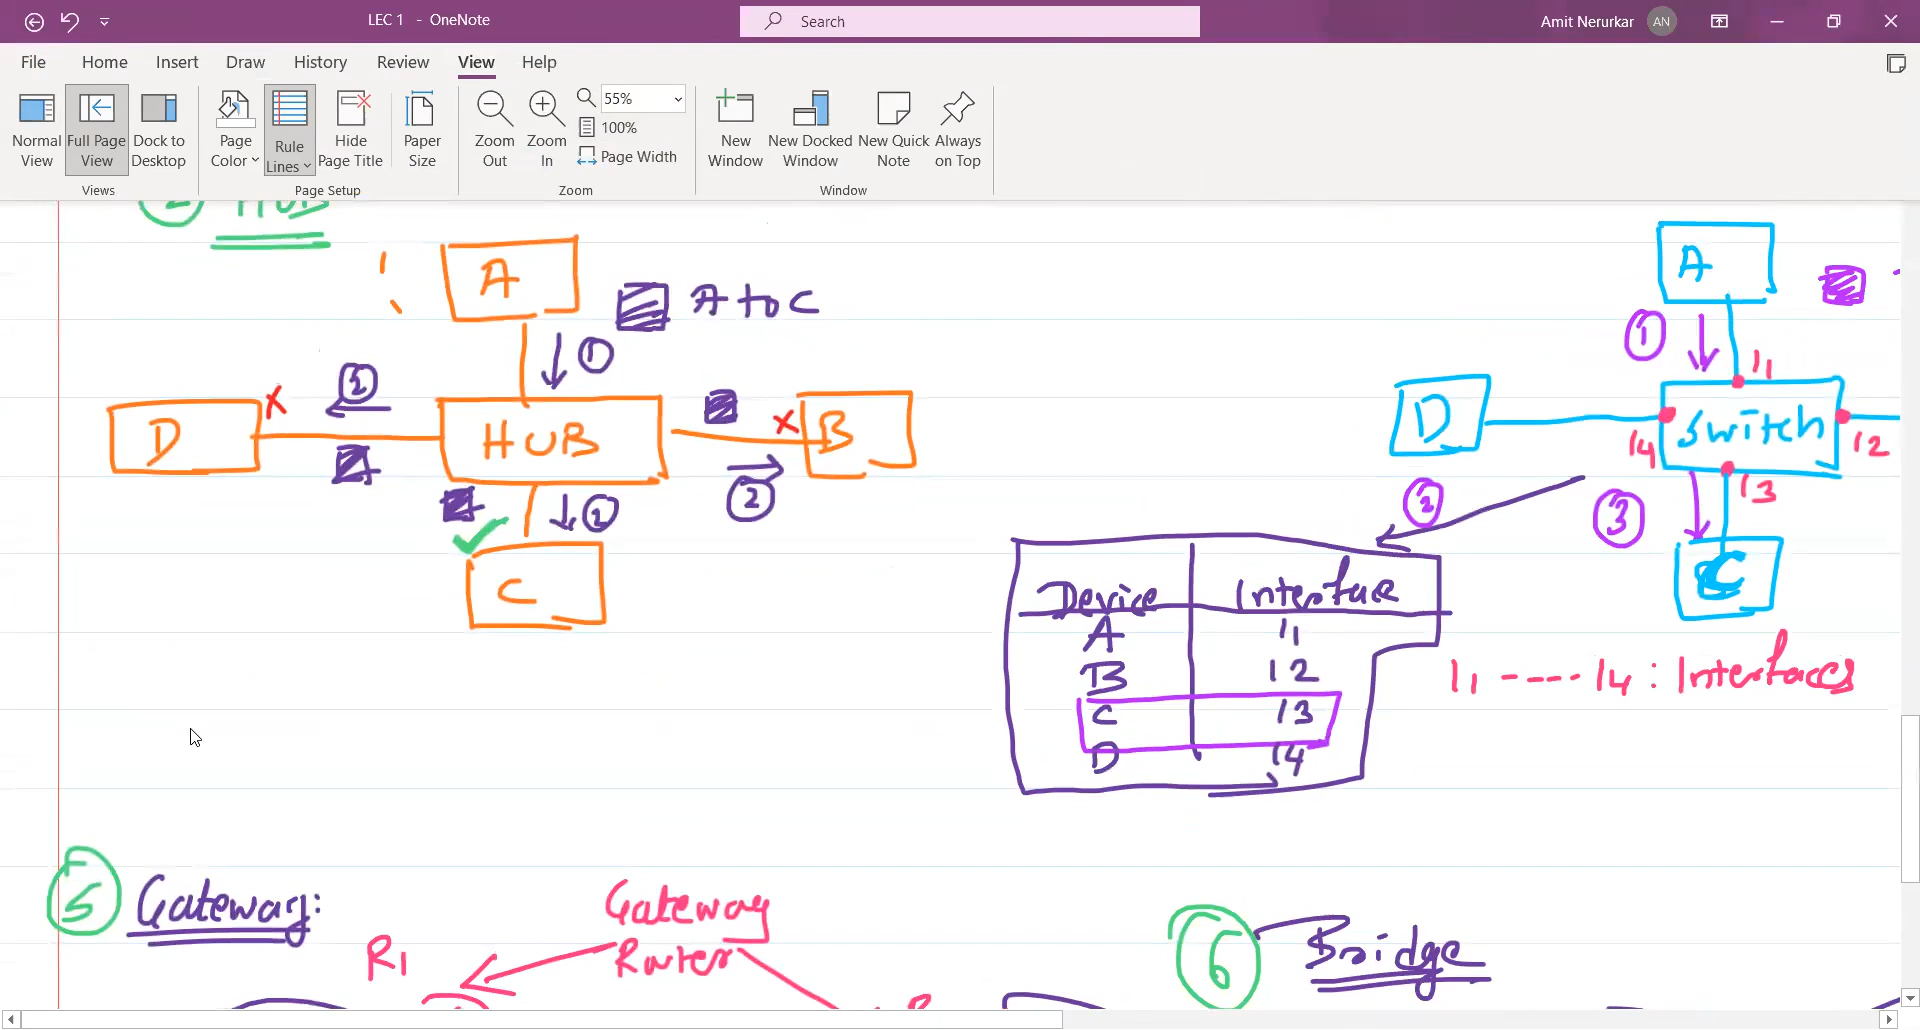 LEC 1 - OneNote
Search
Amit Nerurkar AN
File Home Insert Draw History Review View Help
Normal View
Full Page View
Dock to Desktop
Views
Page Color
Rule Lines
Hide Page Title
Paper Size
Page Setup
Zoom Out
Zoom In
55%
100%
Page Width
Zoom
New Window
New Docked Window
New Quick Note
Always on Top
Window
2 HUB
A
A to C
1
D
2
HUB
B
2
2
C
A
1
I1
D
Switch
I4
I2
I3
2
3
C
Device Interface
A I1
B I2
C I3
D I4
I1 ---- I4 : Interfaces
5 Gateway:
Gateway
Router
R1
6 Bridge